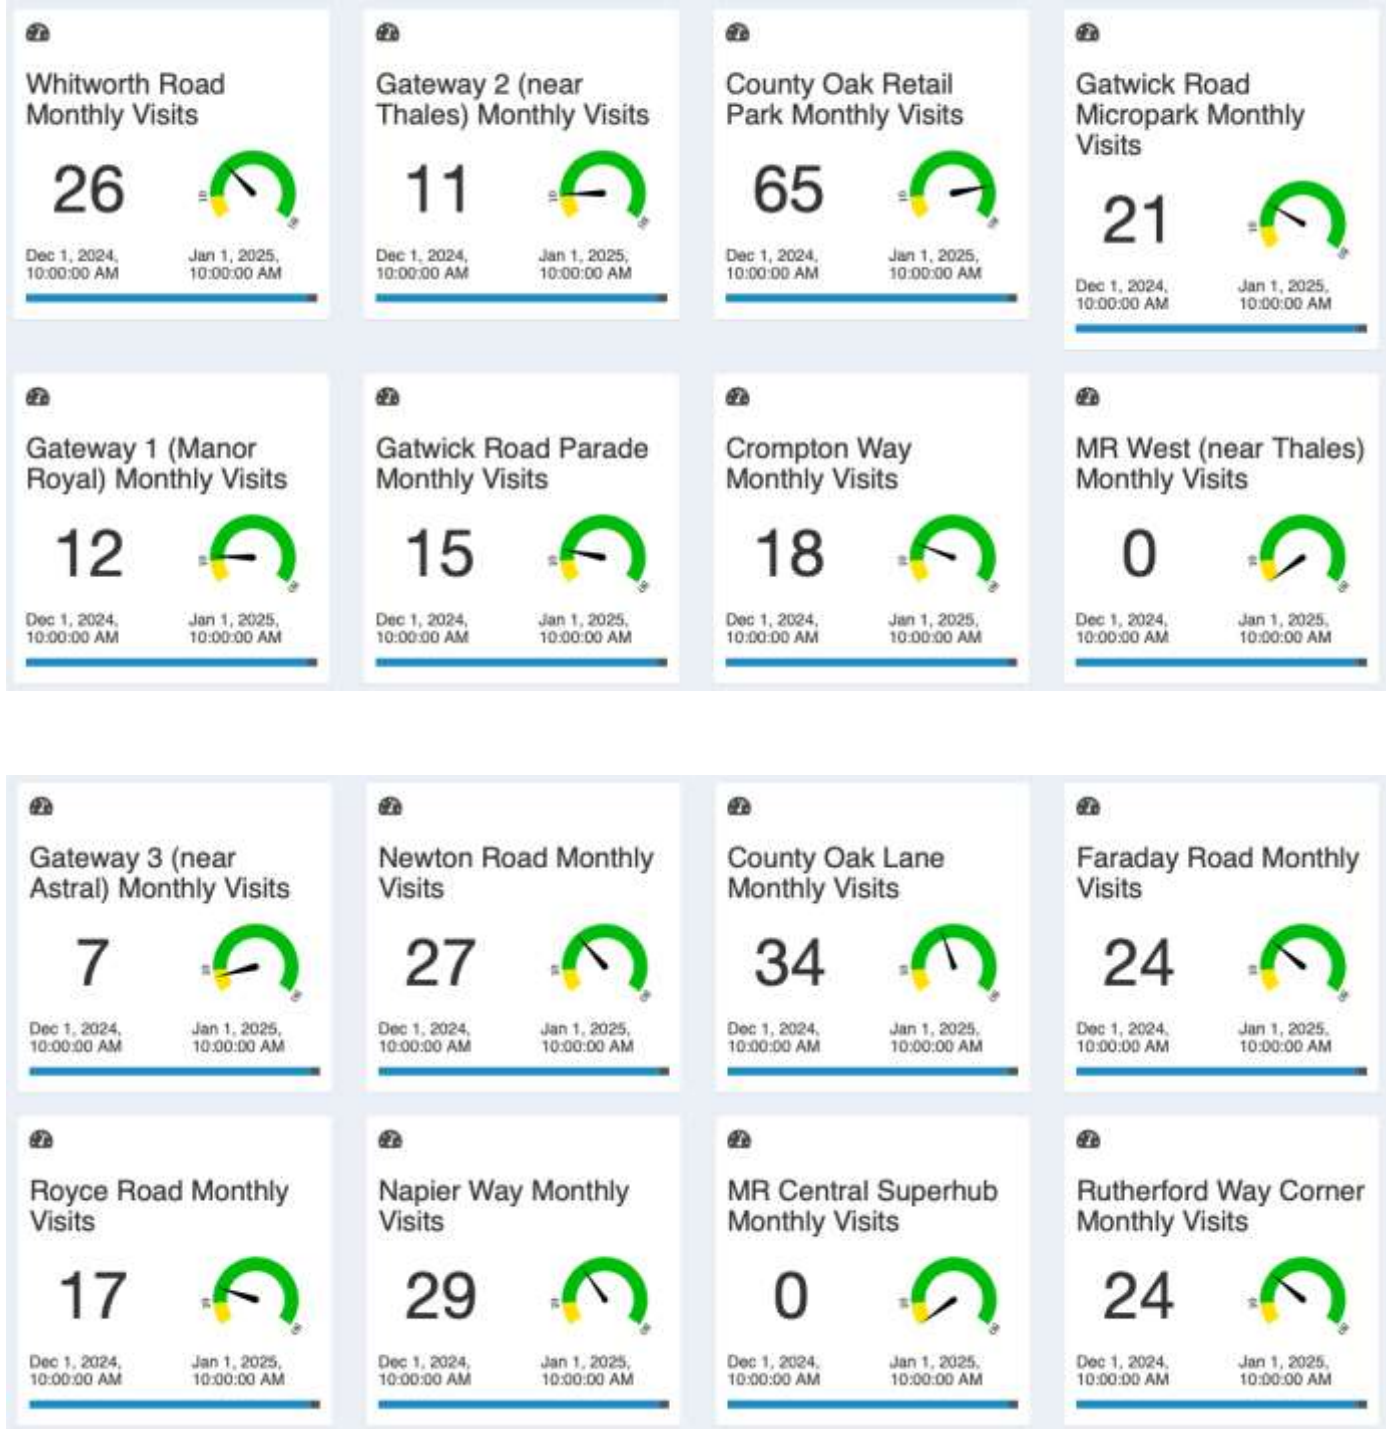 Whitworth Road
Monthly Visits
26
10
Dec 1, 2024,
10:00:00 AM
Jan 1, 2025,
10:00:00 AM
Gateway 2 (near
Thales) Monthly Visits
11
10
Dec 1, 2024,
10:00:00 AM
Jan 1, 2025,
10:00:00 AM
County Oak Retail
Park Monthly Visits
65
10
Dec 1, 2024,
10:00:00 AM
Jan 1, 2025,
10:00:00 AM
Gatwick Road
Micropark Monthly
Visits
21
10
Dec 1, 2024,
10:00:00 AM
Jan 1, 2025,
10:00:00 AM
Gateway 1 (Manor
Royal) Monthly Visits
12
10
Dec 1, 2024,
10:00:00 AM
Jan 1, 2025,
10:00:00 AM
Gatwick Road Parade
Monthly Visits
15
10
Dec 1, 2024,
10:00:00 AM
Jan 1, 2025,
10:00:00 AM
Crompton Way
Monthly Visits
18
10
Dec 1, 2024,
10:00:00 AM
Jan 1, 2025,
10:00:00 AM
MR West (near Thales)
Monthly Visits
0
10
Dec 1, 2024,
10:00:00 AM
Jan 1, 2025,
10:00:00 AM
Gateway 3 (near
Astral) Monthly Visits
7
10
Dec 1, 2024,
10:00:00 AM
Jan 1, 2025,
10:00:00 AM
Newton Road Monthly
Visits
27
10
Dec 1, 2024,
10:00:00 AM
Jan 1, 2025,
10:00:00 AM
County Oak Lane
Monthly Visits
34
10
Dec 1, 2024,
10:00:00 AM
Jan 1, 2025,
10:00:00 AM
Faraday Road Monthly
Visits
24
10
Dec 1, 2024,
10:00:00 AM
Jan 1, 2025,
10:00:00 AM
Royce Road Monthly
Visits
17
10
Dec 1, 2024,
10:00:00 AM
Jan 1, 2025,
10:00:00 AM
Napier Way Monthly
Visits
29
10
Dec 1, 2024,
10:00:00 AM
Jan 1, 2025,
10:00:00 AM
MR Central Superhub
Monthly Visits
0
10
Dec 1, 2024,
10:00:00 AM
Jan 1, 2025,
10:00:00 AM
Rutherford Way Corner
Monthly Visits
24
10
Dec 1, 2024,
10:00:00 AM
Jan 1, 2025,
10:00:00 AM